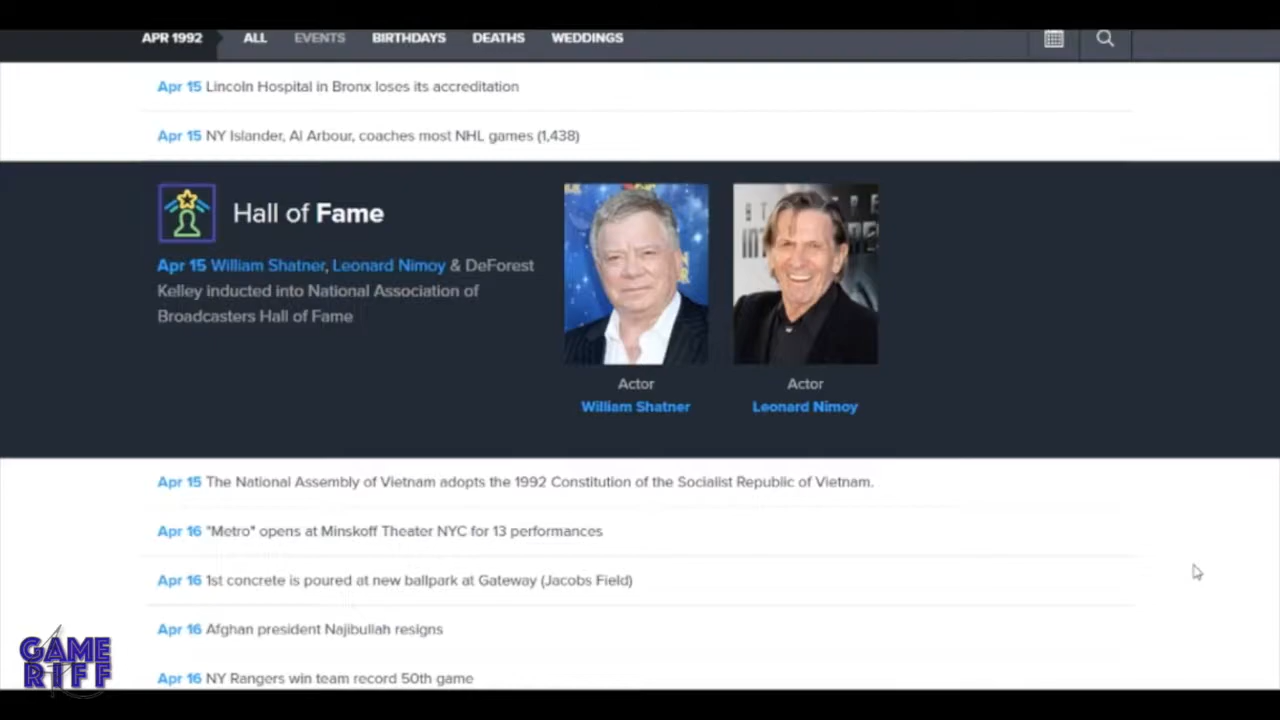 APR 1992 ALL EVENTS BIRTHDAYS DEATHS WEDDINGS
Apr 15 Lincoln Hospital in Bronx loses its accreditation
Apr 15 NY Islander, Al Arbour, coaches most NHL games (1,438)
Hall of Fame
Apr 15 William Shatner, Leonard Nimoy & DeForest
Kelley inducted into National Association of
Broadcasters Hall of Fame
Actor
William Shatner
Actor
Leonard Nimoy
Apr 15 The National Assembly of Vietnam adopts the 1992 Constitution of the Socialist Republic of Vietnam.
Apr 16 "Metro" opens at Minskoff Theater NYC for 13 performances
Apr 16 1st concrete is poured at new ballpark at Gateway (Jacobs Field)
Apr 16 Afghan president Najibullah resigns
Apr 16 NY Rangers win team record 50th game
GAME
RIFF